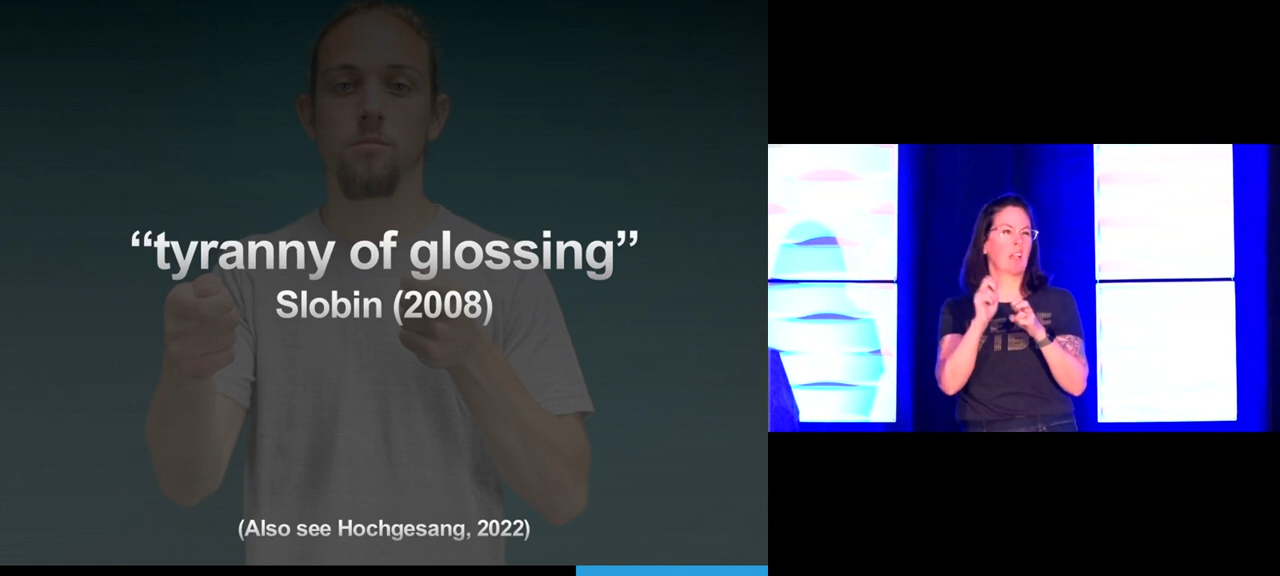 “tyranny of glossing”
Slobin (2008)
(Also see Hochgesang, 2022)